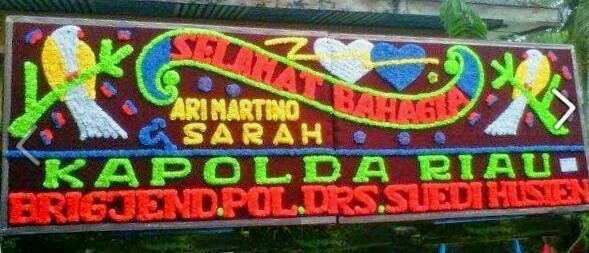 SELAMAT BAHAGIA
ARI MARTINO
& SARAH
KAPOLDA RIAU
BRIGJEND.POL.DRS.SUEDI HUSIEN